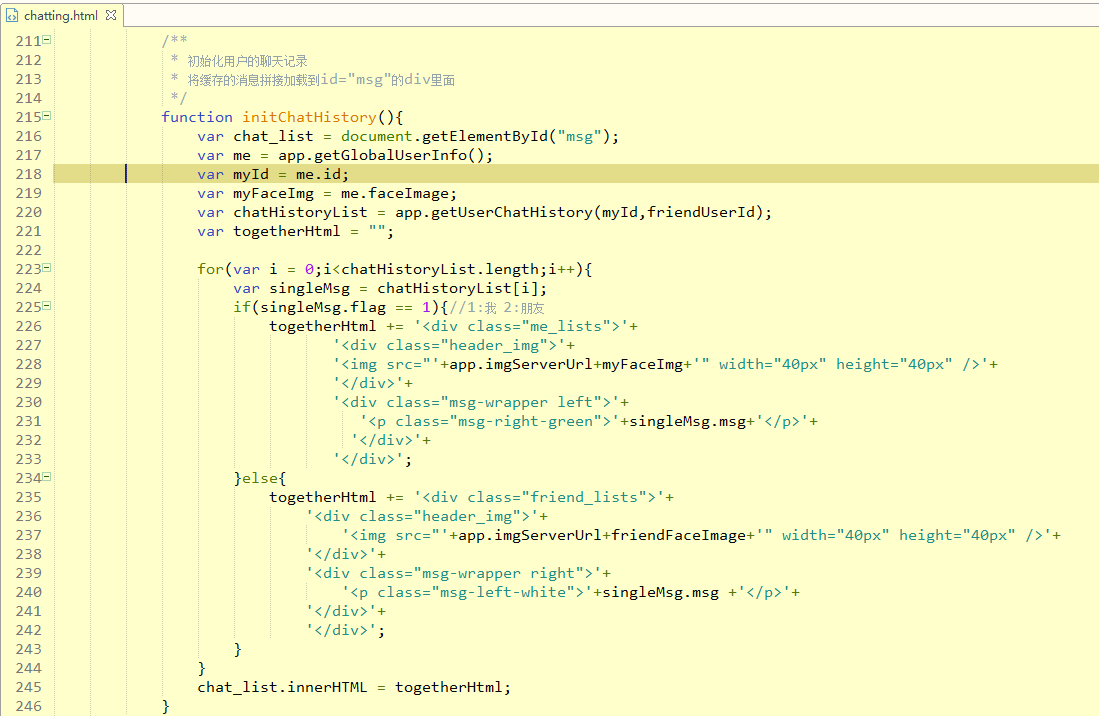 chatting.html
211 /**
212 * 初始化用户的聊天记录
213 * 将缓存的消息拼接加载到id="msg"的div里面
214 */
215 function initChatHistory(){
216 var chat_list = document.getElementById("msg");
217 var me = app.getGlobalUserInfo();
218 var myId = me.id;
219 var myFaceImg = me.faceImage;
220 var chatHistoryList = app.getUserChatHistory(myId,friendUserId);
221 var togetherHtml = "";
222
223 for(var i = 0;i<chatHistoryList.length;i++){
224 var singleMsg = chatHistoryList[i];
225 if(singleMsg.flag == 1){//1:我 2:朋友
226 togetherHtml += '<div class="me_lists">'+
227 '<div class="header_img">'+
228 '<img src="'+app.imgServerUrl+myFaceImg+'" width="40px" height="40px" />'+
229 '</div>'+
230 '<div class="msg-wrapper left">'+
231 '<p class="msg-right-green">'+singleMsg.msg+'</p>'+
232 '</div>'+
233 '</div>';
234 }else{
235 togetherHtml += '<div class="friend_lists">'+
236 '<div class="header_img">'+
237 '<img src="'+app.imgServerUrl+friendFaceImage+'" width="40px" height="40px" />'+
238 '</div>'+
239 '<div class="msg-wrapper right">'+
240 '<p class="msg-left-white">'+singleMsg.msg +'</p>'+
241 '</div>'+
242 '</div>';
243 }
244 }
245 chat_list.innerHTML = togetherHtml;
246 }